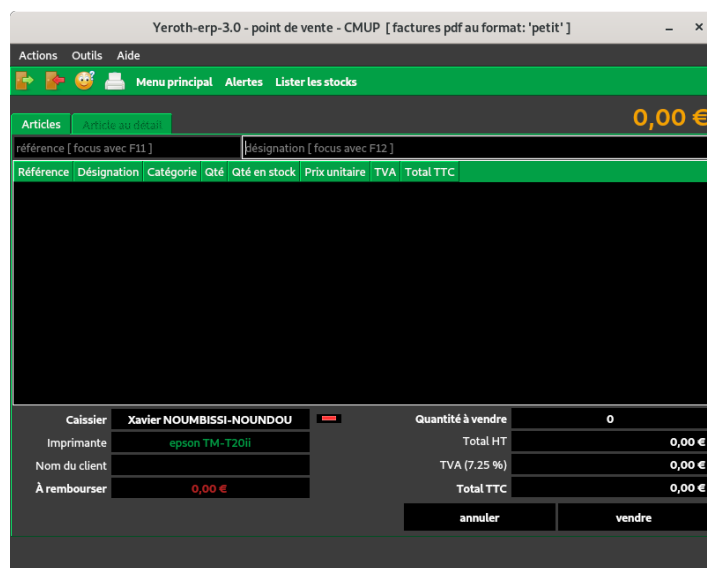 Yeroth-erp-3.0 - point de vente - CMUP [ factures pdf au format: 'petit' ]
Actions Outils Aide
Menu principal Alertes Lister les stocks
0,00 €
Articles Article au détail
référence [ focus avec F11 ] désignation [ focus avec F12 ]
Référence Désignation Catégorie Qté Qté en stock Prix unitaire TVA Total TTC
Caissier Xavier NOUMBISSI-NOUNDOU Quantité à vendre 0
Imprimante epson TM-T20ii Total HT 0,00 €
Nom du client TVA (7.25 %) 0,00 €
À rembourser 0,00 € Total TTC 0,00 €
annuler vendre